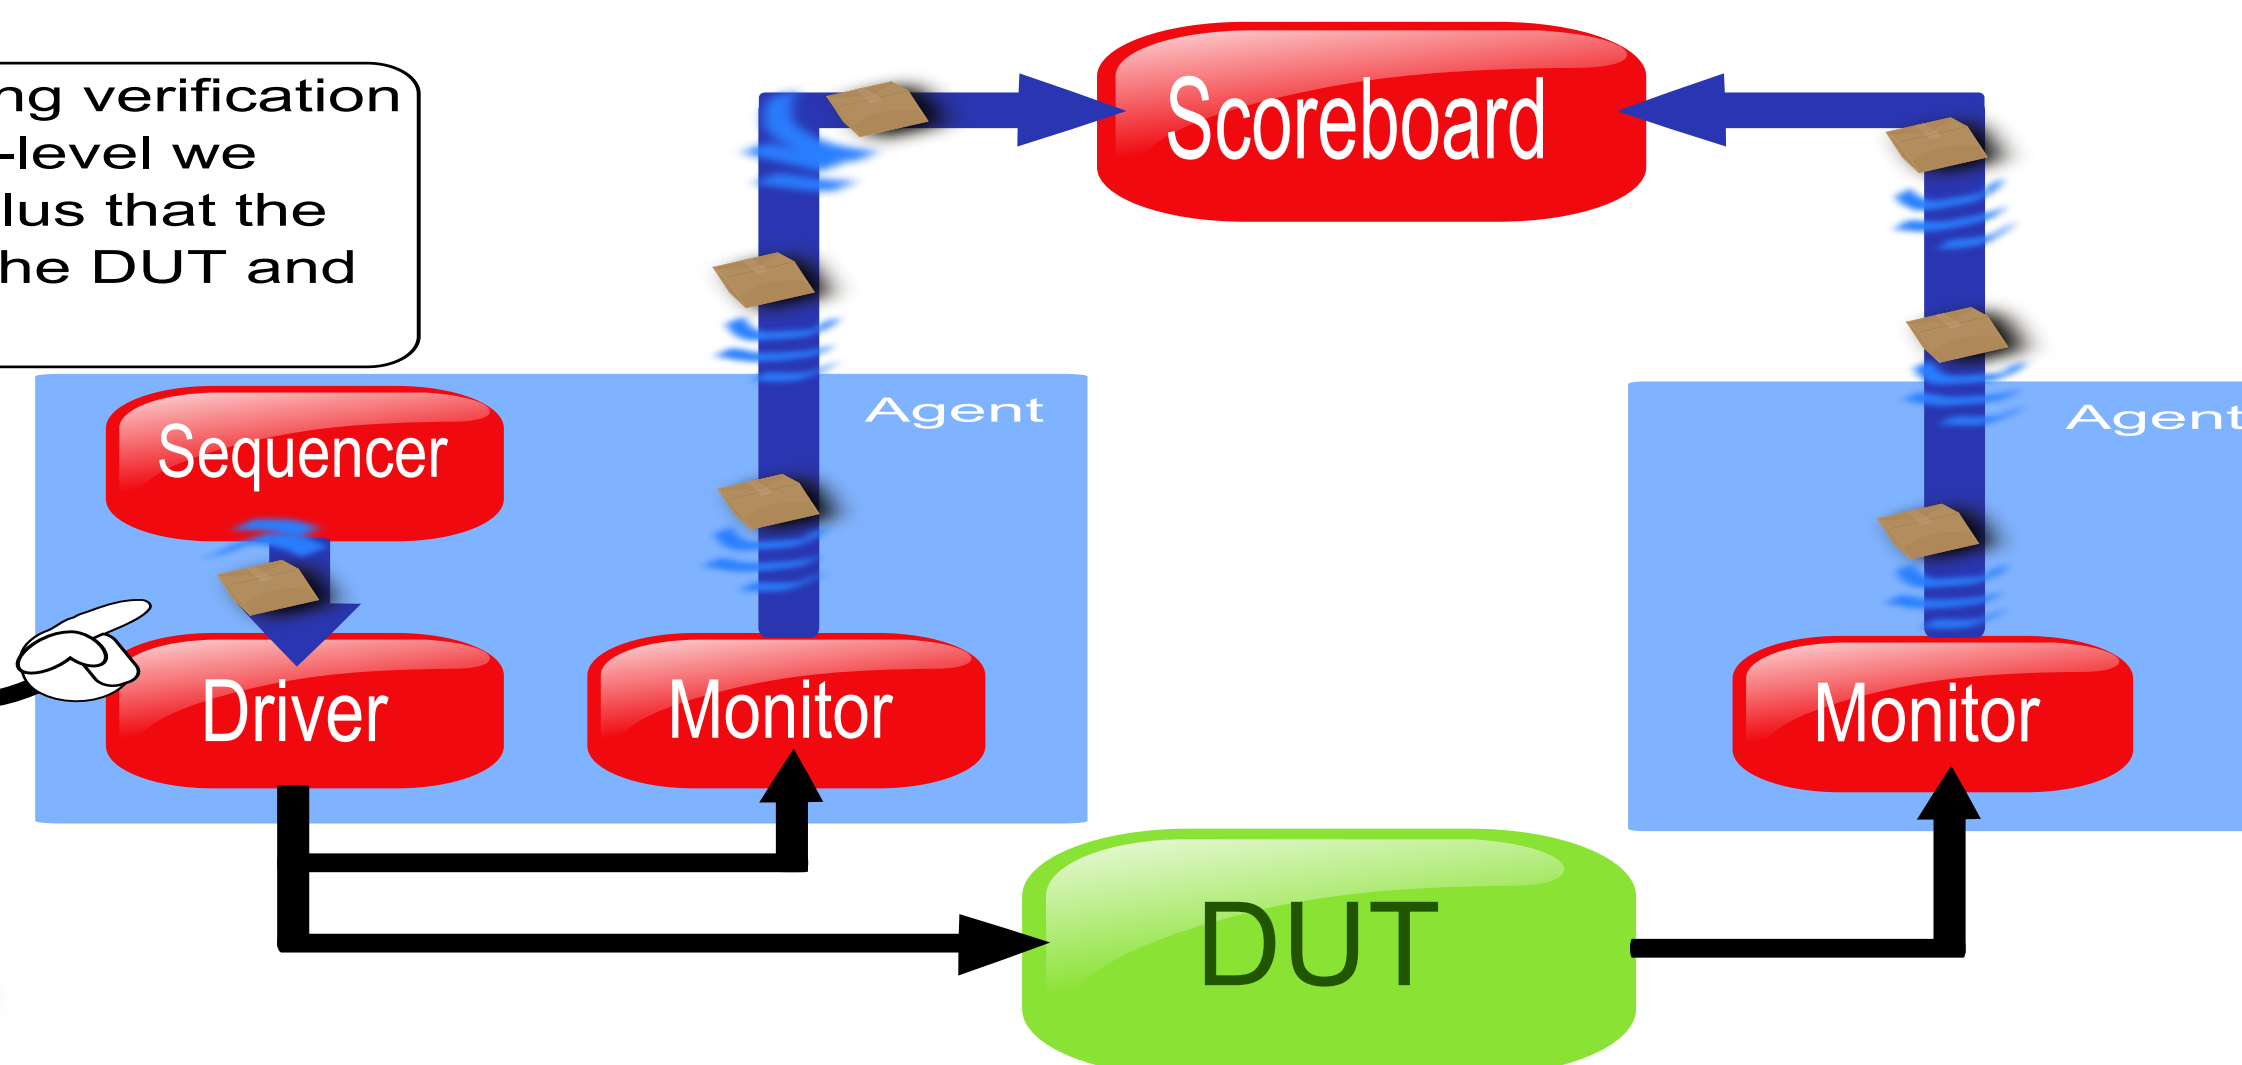 ng verification
-level we
lus that the
he DUT and
Scoreboard
Agent
Agent
Sequencer
Driver
Monitor
Monitor
DUT